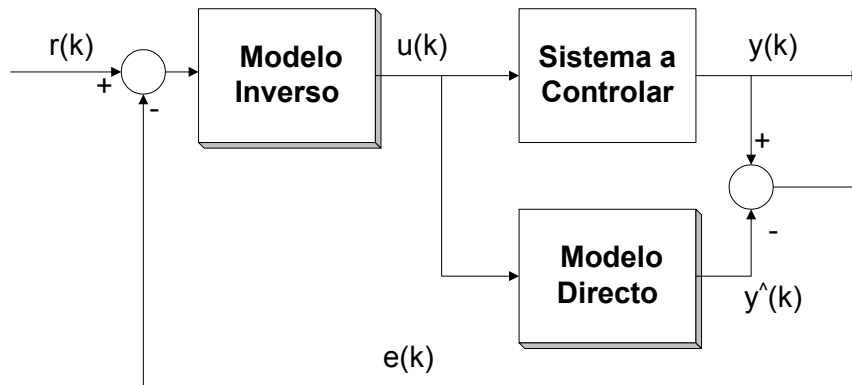 r(k)
+
-
Modelo
Inverso
u(k)
Sistema a
Controlar
y(k)
+
-
Modelo
Directo
y^(k)
e(k)